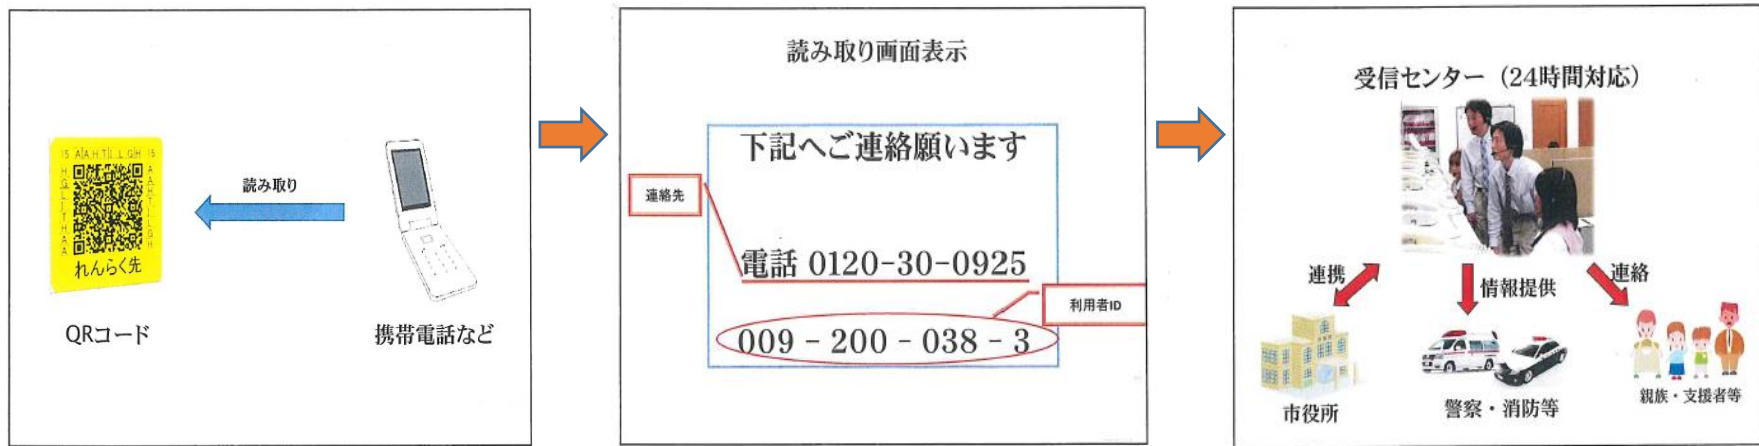 15 A A H T I L G H 15
れんらく先
読み取り
QRコード
携帯電話など
読み取り画面表示
下記へご連絡願います
連絡先
電話 0120-30-0925
利用者ID
009 - 200 - 038 - 3
受信センター（24時間対応）
連携
情報提供
連絡
市役所
警察・消防等
親族・支援者等